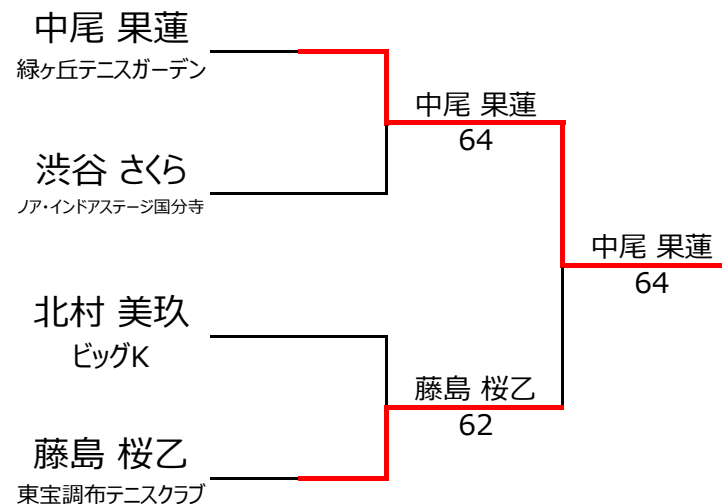 中尾 果蓮
緑ヶ丘テニスガーデン
中尾 果蓮
64
渋谷 さくら
ノア・インドアステージ国分寺
中尾 果蓮
64
北村 美玖
ビッグK
藤島 桜乙
62
藤島 桜乙
東宝調布テニスクラブ